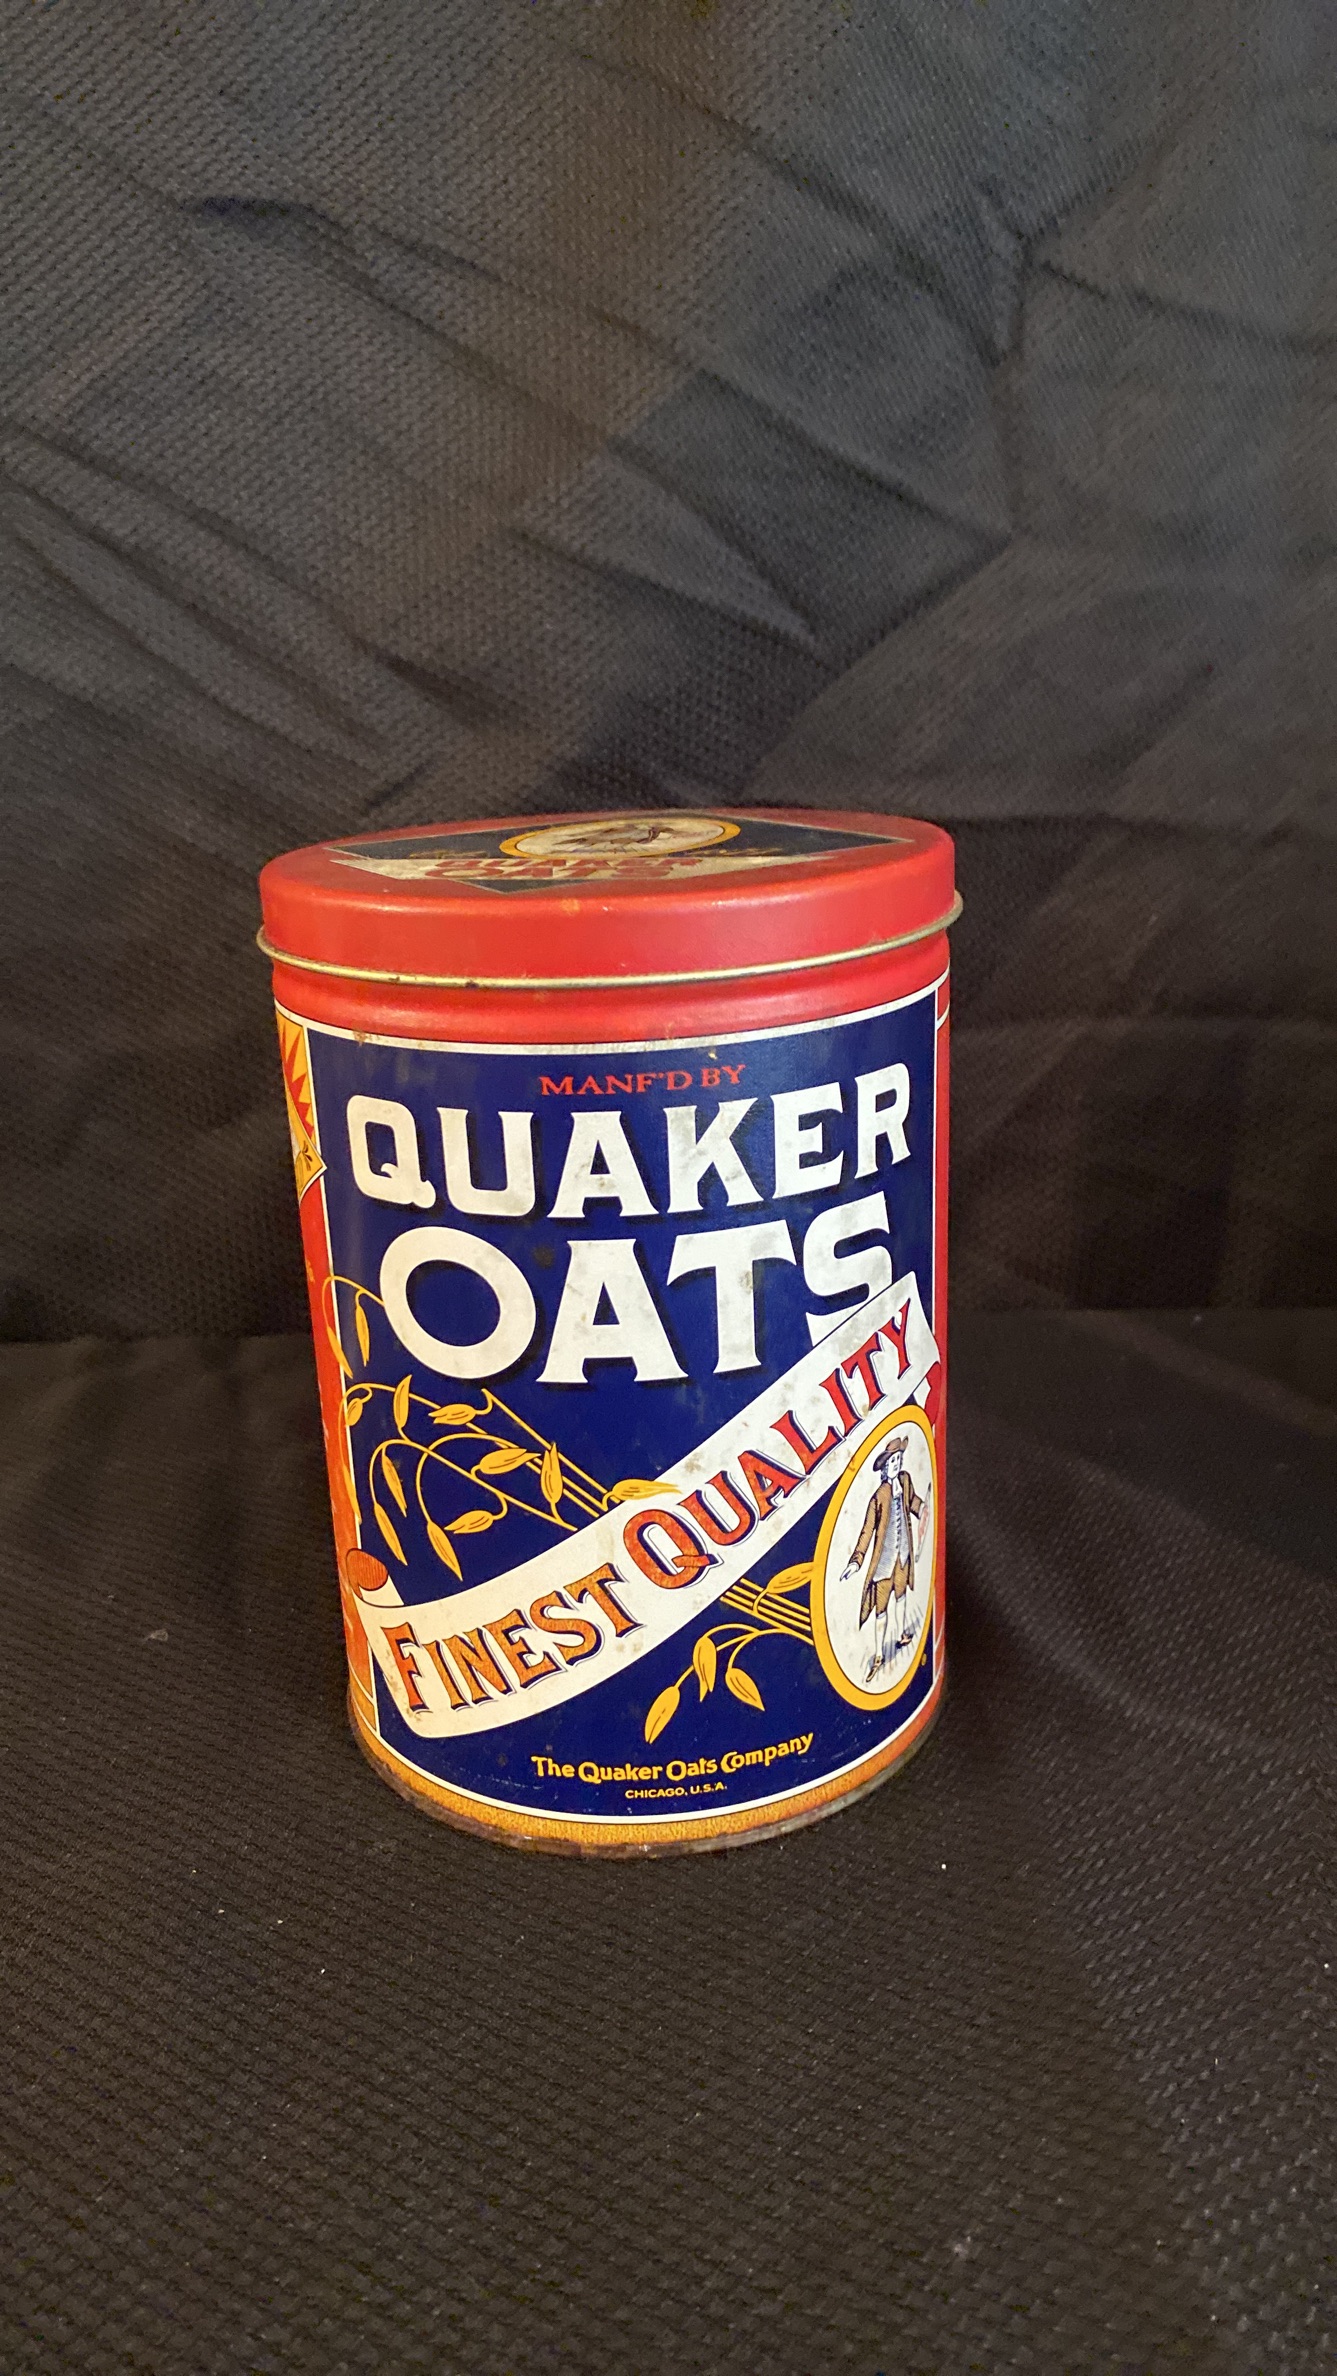 QUAKER
OATS
MANF'D BY
QUAKER
OATS
FINEST QUALITY
The Quaker Oats Company
CHICAGO, U.S.A.